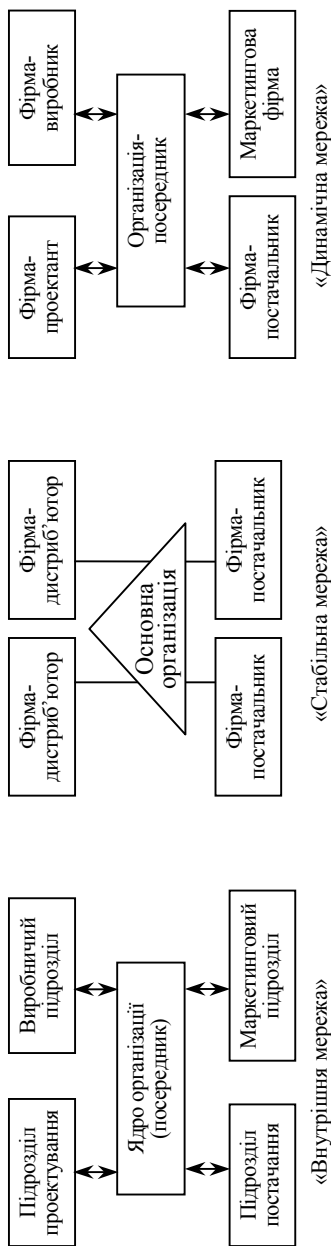 Підрозділ
проектування
Виробничий
підрозділ
Ядро організації
(посередник)
Підрозділ
постачання
Маркетинговий
підрозділ
«Внутрішня мережа»
Фірма-
дистриб’ютор
Фірма-
дистриб’ютор
Основна
організація
Фірма-
постачальник
Фірма-
постачальник
«Стабільна мережа»
Фірма-
проектант
Фірма-
виробник
Організація-
посередник
Фірма-
постачальник
Маркетингова
фірма
«Динамічна мережа»